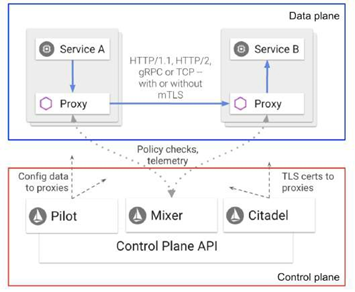 Data plane
Service A
Service B
HTTP/1.1, HTTP/2,
gRPC or TCP –
with or without
mTLS
Proxy
Proxy
Policy checks,
telemetry
Config data
to proxies
TLS certs to
proxies
Pilot
Mixer
Citadel
Control Plane API
Control plane